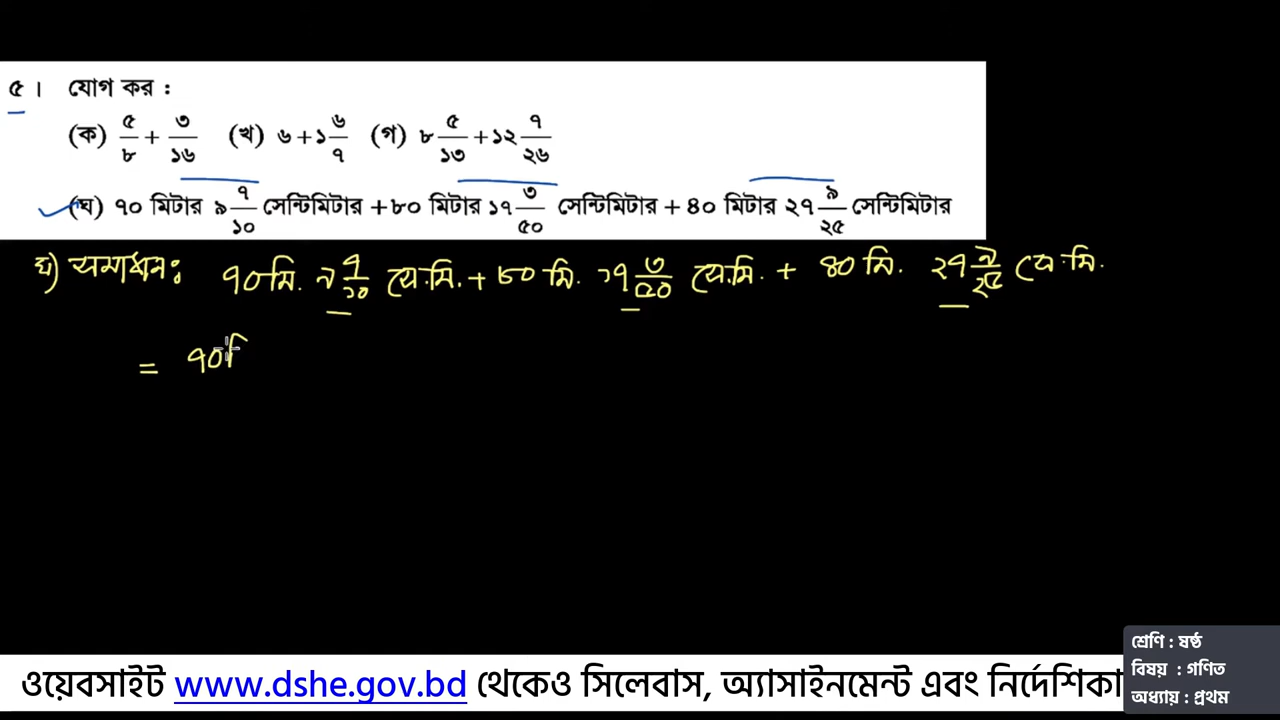 ৫। যোগ কর :
(ক) ৫/৮ + ৩/১৬ (খ) ৬ + ১ ৬/৭ (গ) ৮ ৫/১৩ + ১২ ৭/২৬
(ঘ) ৭০ মিটার ৯ ৭/১০ সেন্টিমিটার + ৮০ মিটার ১৭ ৩/৫০ সেন্টিমিটার + ৪০ মিটার ২৭ ৯/২৫ সেন্টিমিটার
ঘ) সমাধান: ৭০ মি. ৯ ৭/১০ সে.মি. + ৮০ মি. ১৭ ৩/৫০ সে.মি. + ৪০ মি. ২৭ ৯/২৫ সে.মি.
= ৭০মি
শ্রেণি : ষষ্ঠ
বিষয় : গণিত
অধ্যায় : প্রথম
ওয়েবসাইট www.dshe.gov.bd থেকেও সিলেবাস, অ্যাসাইনমেন্ট এবং নির্দেশিকা